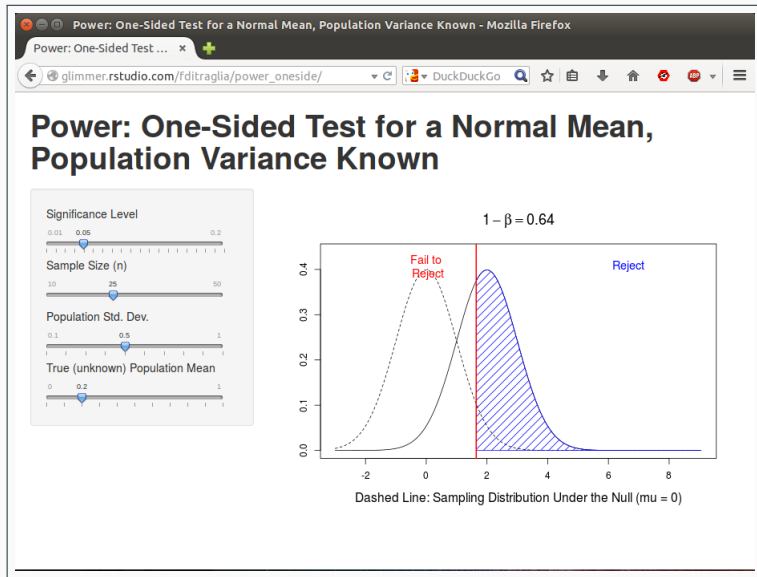 Power: One-Sided Test for a Normal Mean, Population Variance Known - Mozilla Firefox
Power: One-Sided Test ... ×
glimmer.rstudio.com/fditraglia/power_oneside/
DuckDuckGo
ABP
Power: One-Sided Test for a Normal Mean,
Population Variance Known
Significance Level
0.01 0.05 0.2
Sample Size (n)
10 25 50
Population Std. Dev.
0.1 0.5 1
True (unknown) Population Mean
0 0.2 1
1 − β = 0.64
Fail to
Reject
Reject
0.4
0.3
0.2
0.1
0.0
-2 0 2 4 6 8
Dashed Line: Sampling Distribution Under the Null (mu = 0)